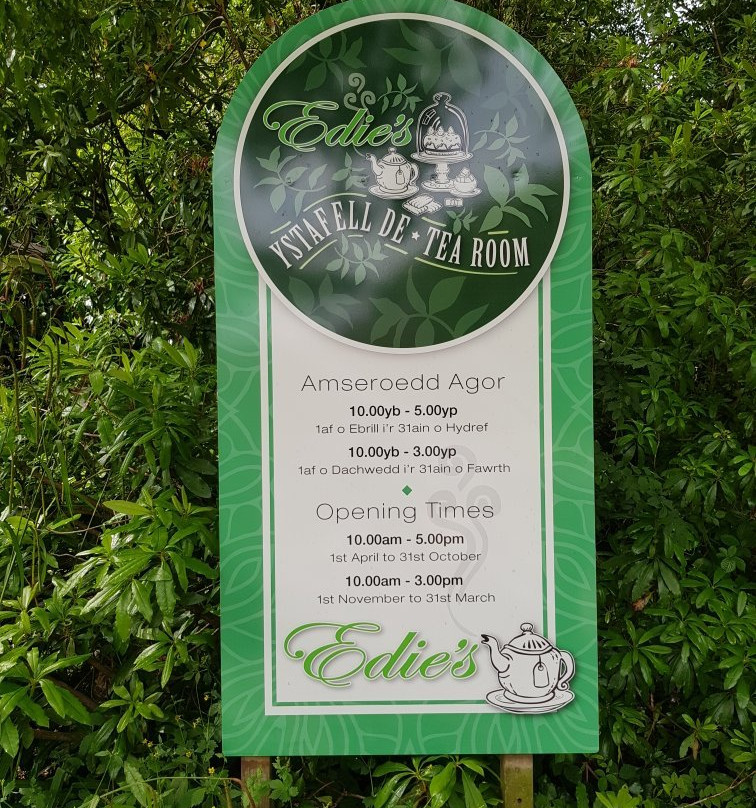 Edie's
YSTAFELL DE ★ TEA ROOM
Amseroedd Agor
10.00yb - 5.00yp
1af o Ebrill i'r 31ain o Hydref
10.00yb - 3.00yp
1af o Dachwedd i'r 31ain o Fawrth
Opening Times
10.00am - 5.00pm
1st April to 31st October
10.00am - 3.00pm
1st November to 31st March
Edie's